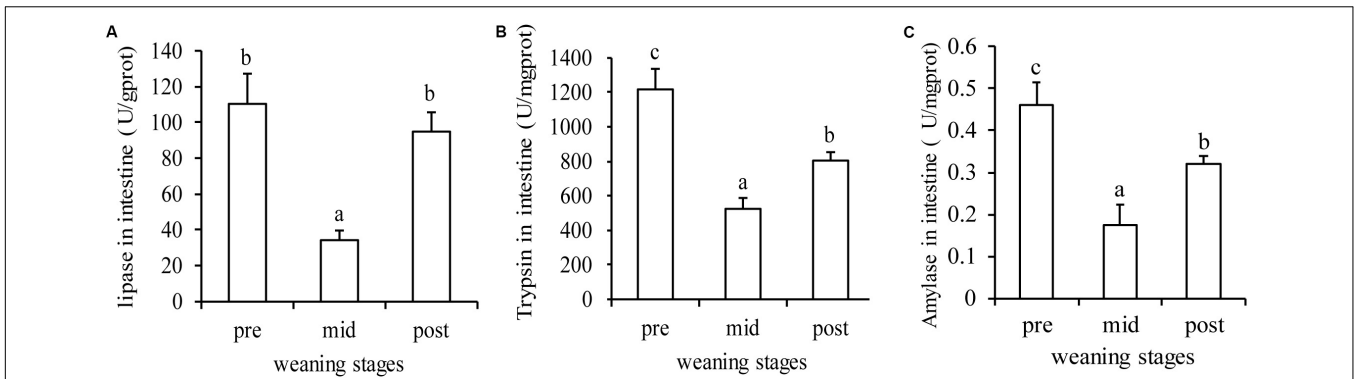 A
lipase in intestine ( U/gprot)
140
120
100
80
60
40
20
0
b
a
b
pre mid post
weaning stages
B
Trypsin in intestine (U/mgprot)
1400
1200
1000
800
600
400
200
0
c
a
b
pre mid post
weaning stages
C
Amylase in intestine ( U/mgprot)
0.6
0.5
0.4
0.3
0.2
0.1
0
c
a
b
pre mid post
weaning stages